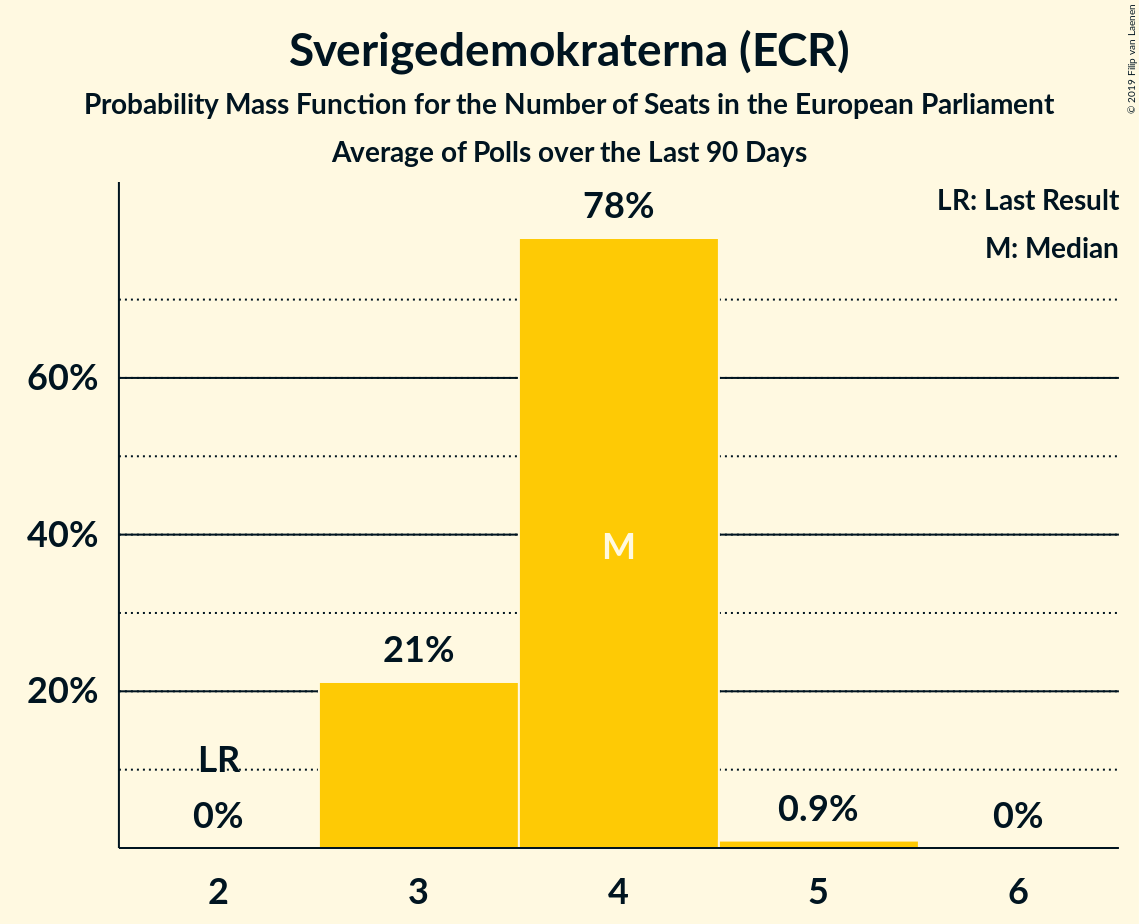 Sverigedemokraterna (ECR)
Probability Mass Function for the Number of Seats in the European Parliament
Average of Polls over the Last 90 Days
© 2019 Filip van Laenen
LR: Last Result
M: Median
78%
60%
40%
M
21%
20%
LR
0%
0.9%
0%
2 3 4 5 6